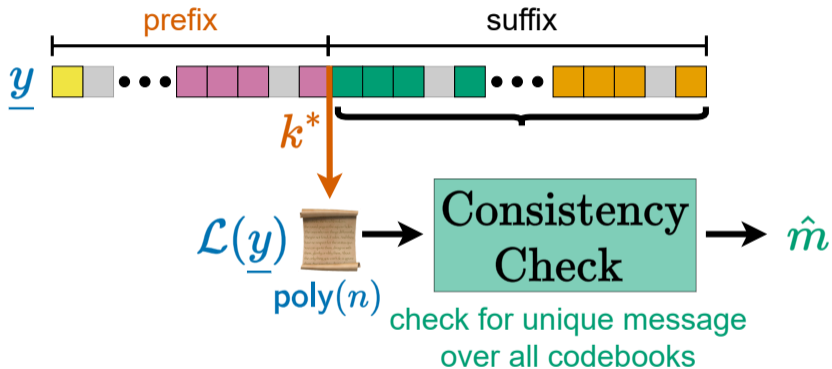 prefix suffix
y
k*
L(y) Consistency Check m̂
poly(n)
check for unique message
over all codebooks